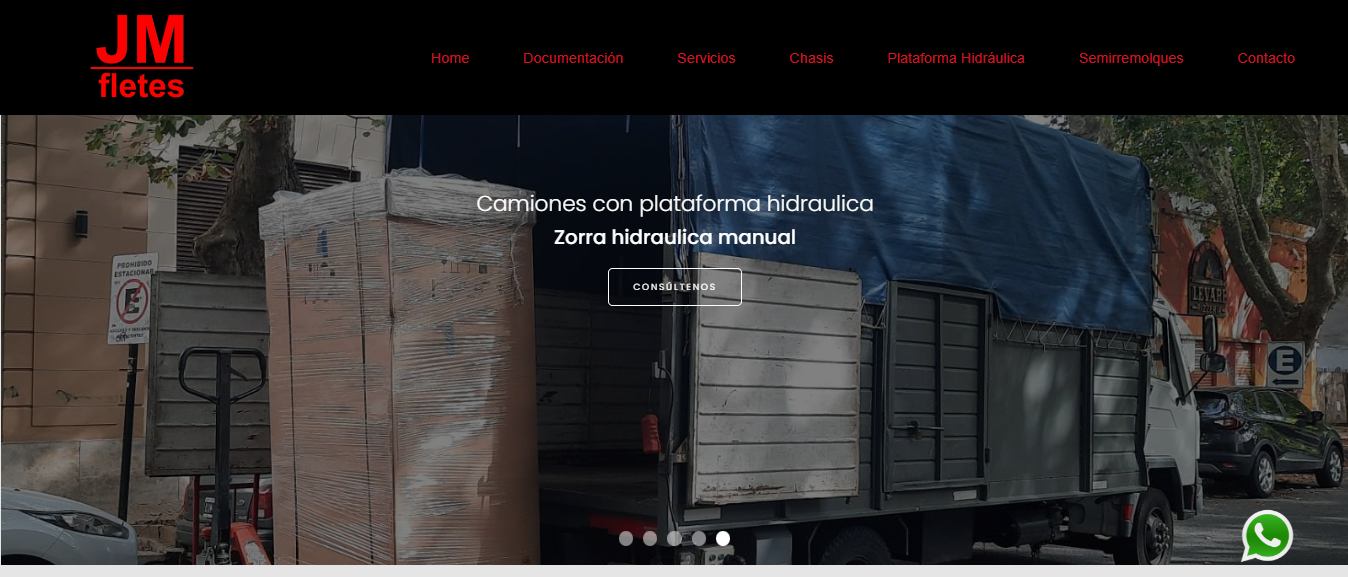 JM
fletes
Home
Documentación
Servicios
Chasis
Plataforma Hidráulica
Semirremolques
Contacto
Camiones con plataforma hidraulica
Zorra hidraulica manual
CONSÚLTENOS
PROHIBIDO
ESTACIONAR
E
LEVARE
E